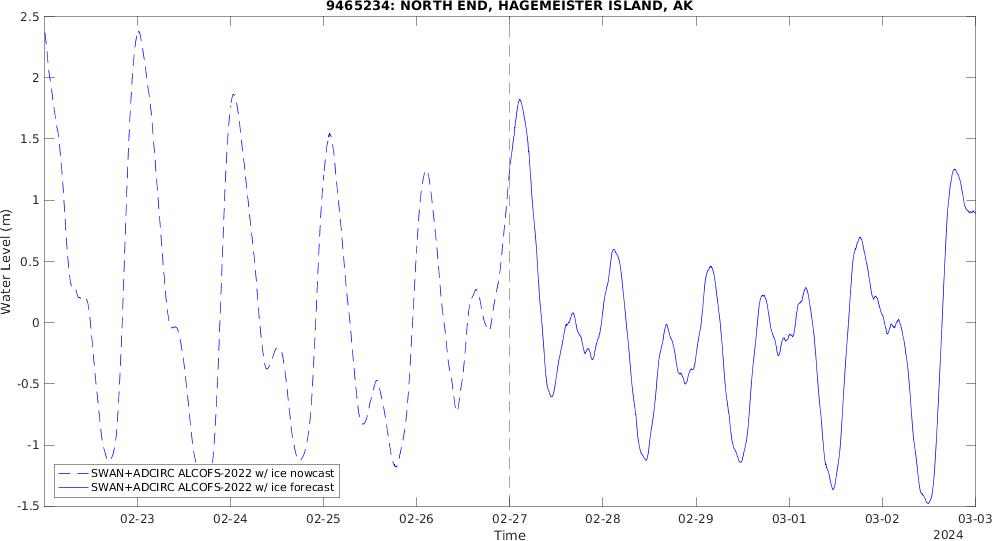 9465234: NORTH END, HAGEMEISTER ISLAND, AK
2.5
2
1.5
1
0.5
0
-0.5
-1
-1.5
Water Level (m)
SWAN+ADCIRC ALCOFS-2022 w/ ice nowcast
SWAN+ADCIRC ALCOFS-2022 w/ ice forecast
02-23 02-24 02-25 02-26 02-27 02-28 02-29 03-01 03-02 03-03
Time
2024